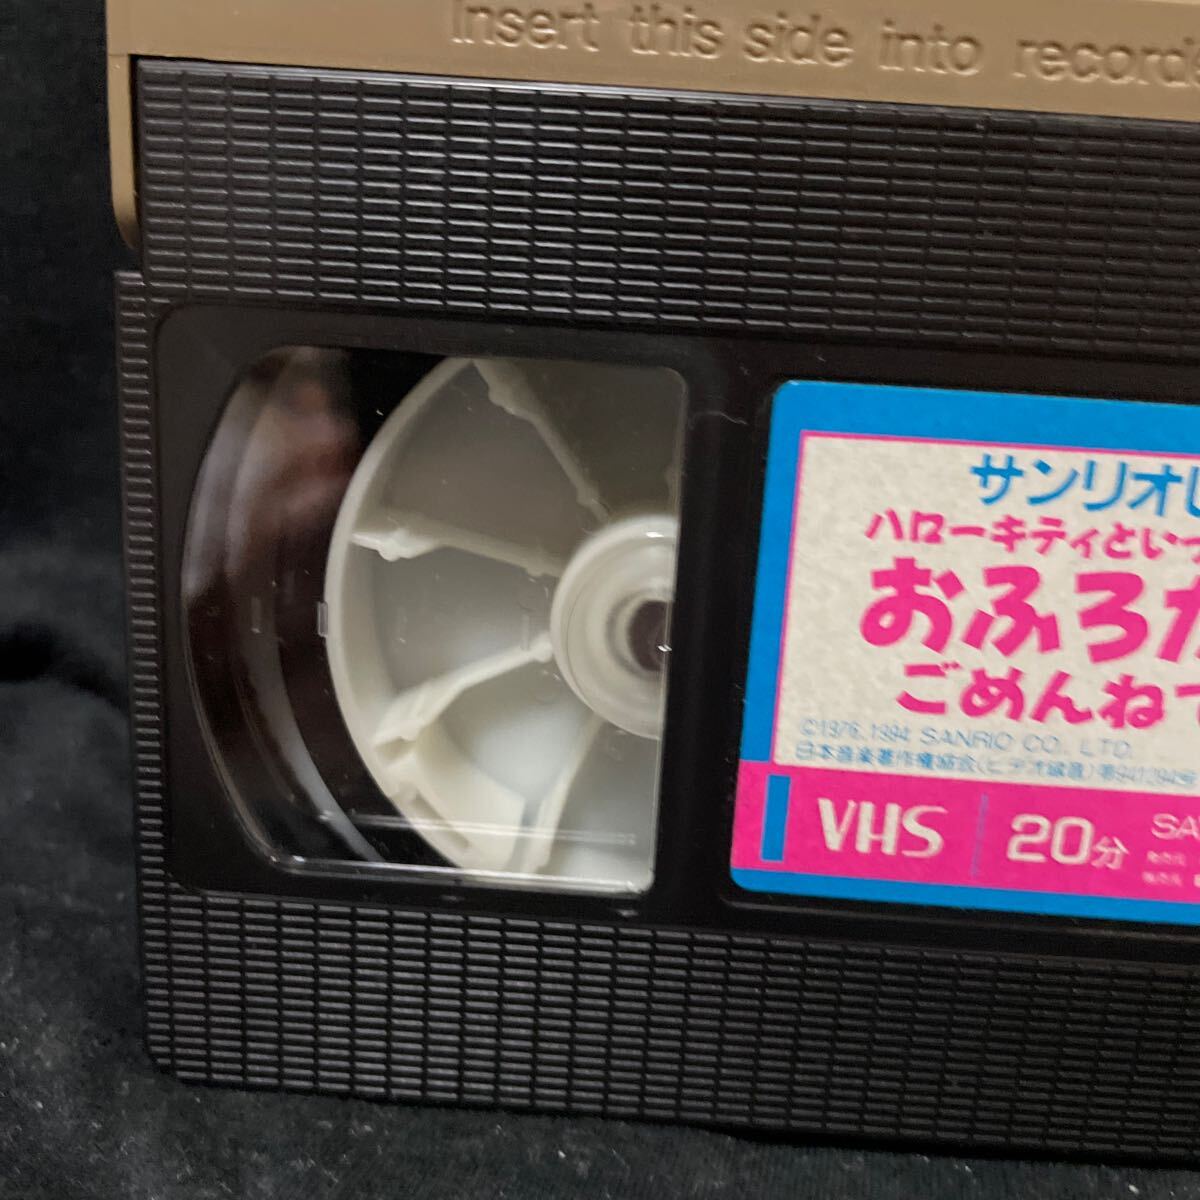 Insert this side into recorde
サンリオ
ハローキティといっ
おふろ
ごめんね
©1976,1994 SANRIO CO., LTD.
日本音楽著作権協会(ビデオ録音)
VHS 20分 SA